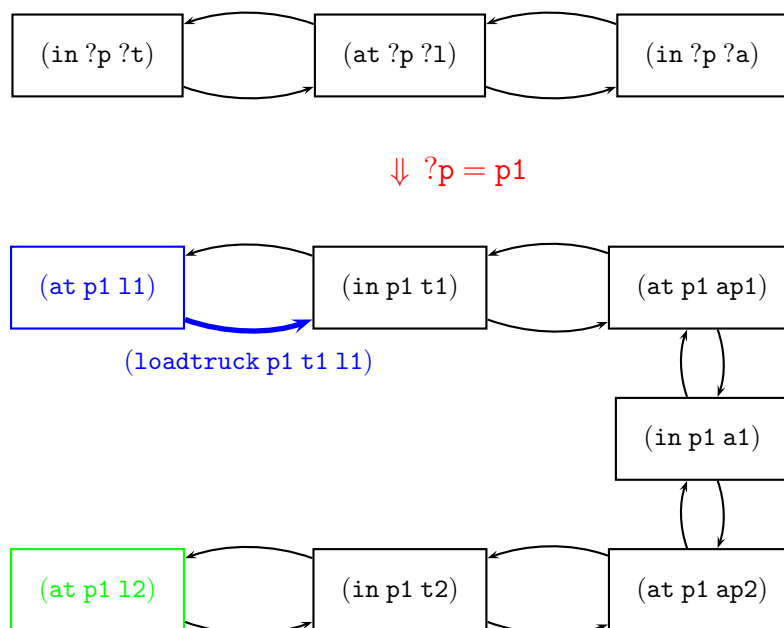 (in ?p ?t) (at ?p ?l) (in ?p ?a)
⇓ ?p = p1
(at p1 l1) (in p1 t1) (at p1 ap1)
(loadtruck p1 t1 l1)
(in p1 a1)
(at p1 l2) (in p1 t2) (at p1 ap2)